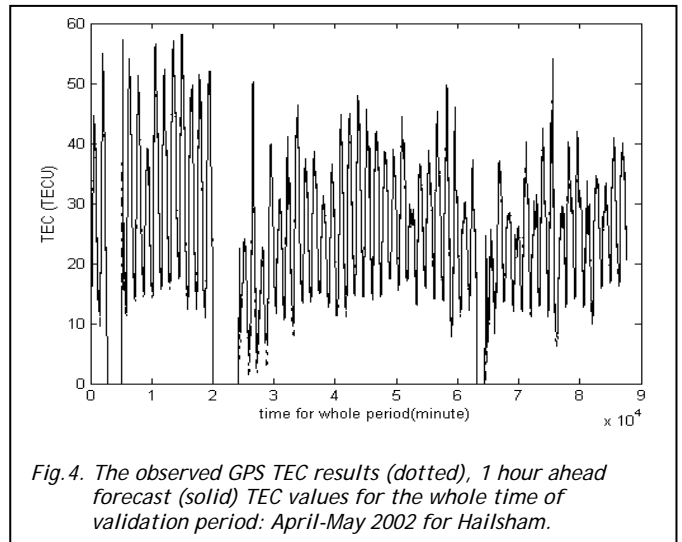 60
50
40
30
20
10
0
TEC (TECU)
0 1 2 3 4 5 6 7 8 9
time for whole period(minute)
x 10^4
Fig.4. The observed GPS TEC results (dotted), 1 hour ahead
forecast (solid) TEC values for the whole time of
validation period: April-May 2002 for Hailsham.